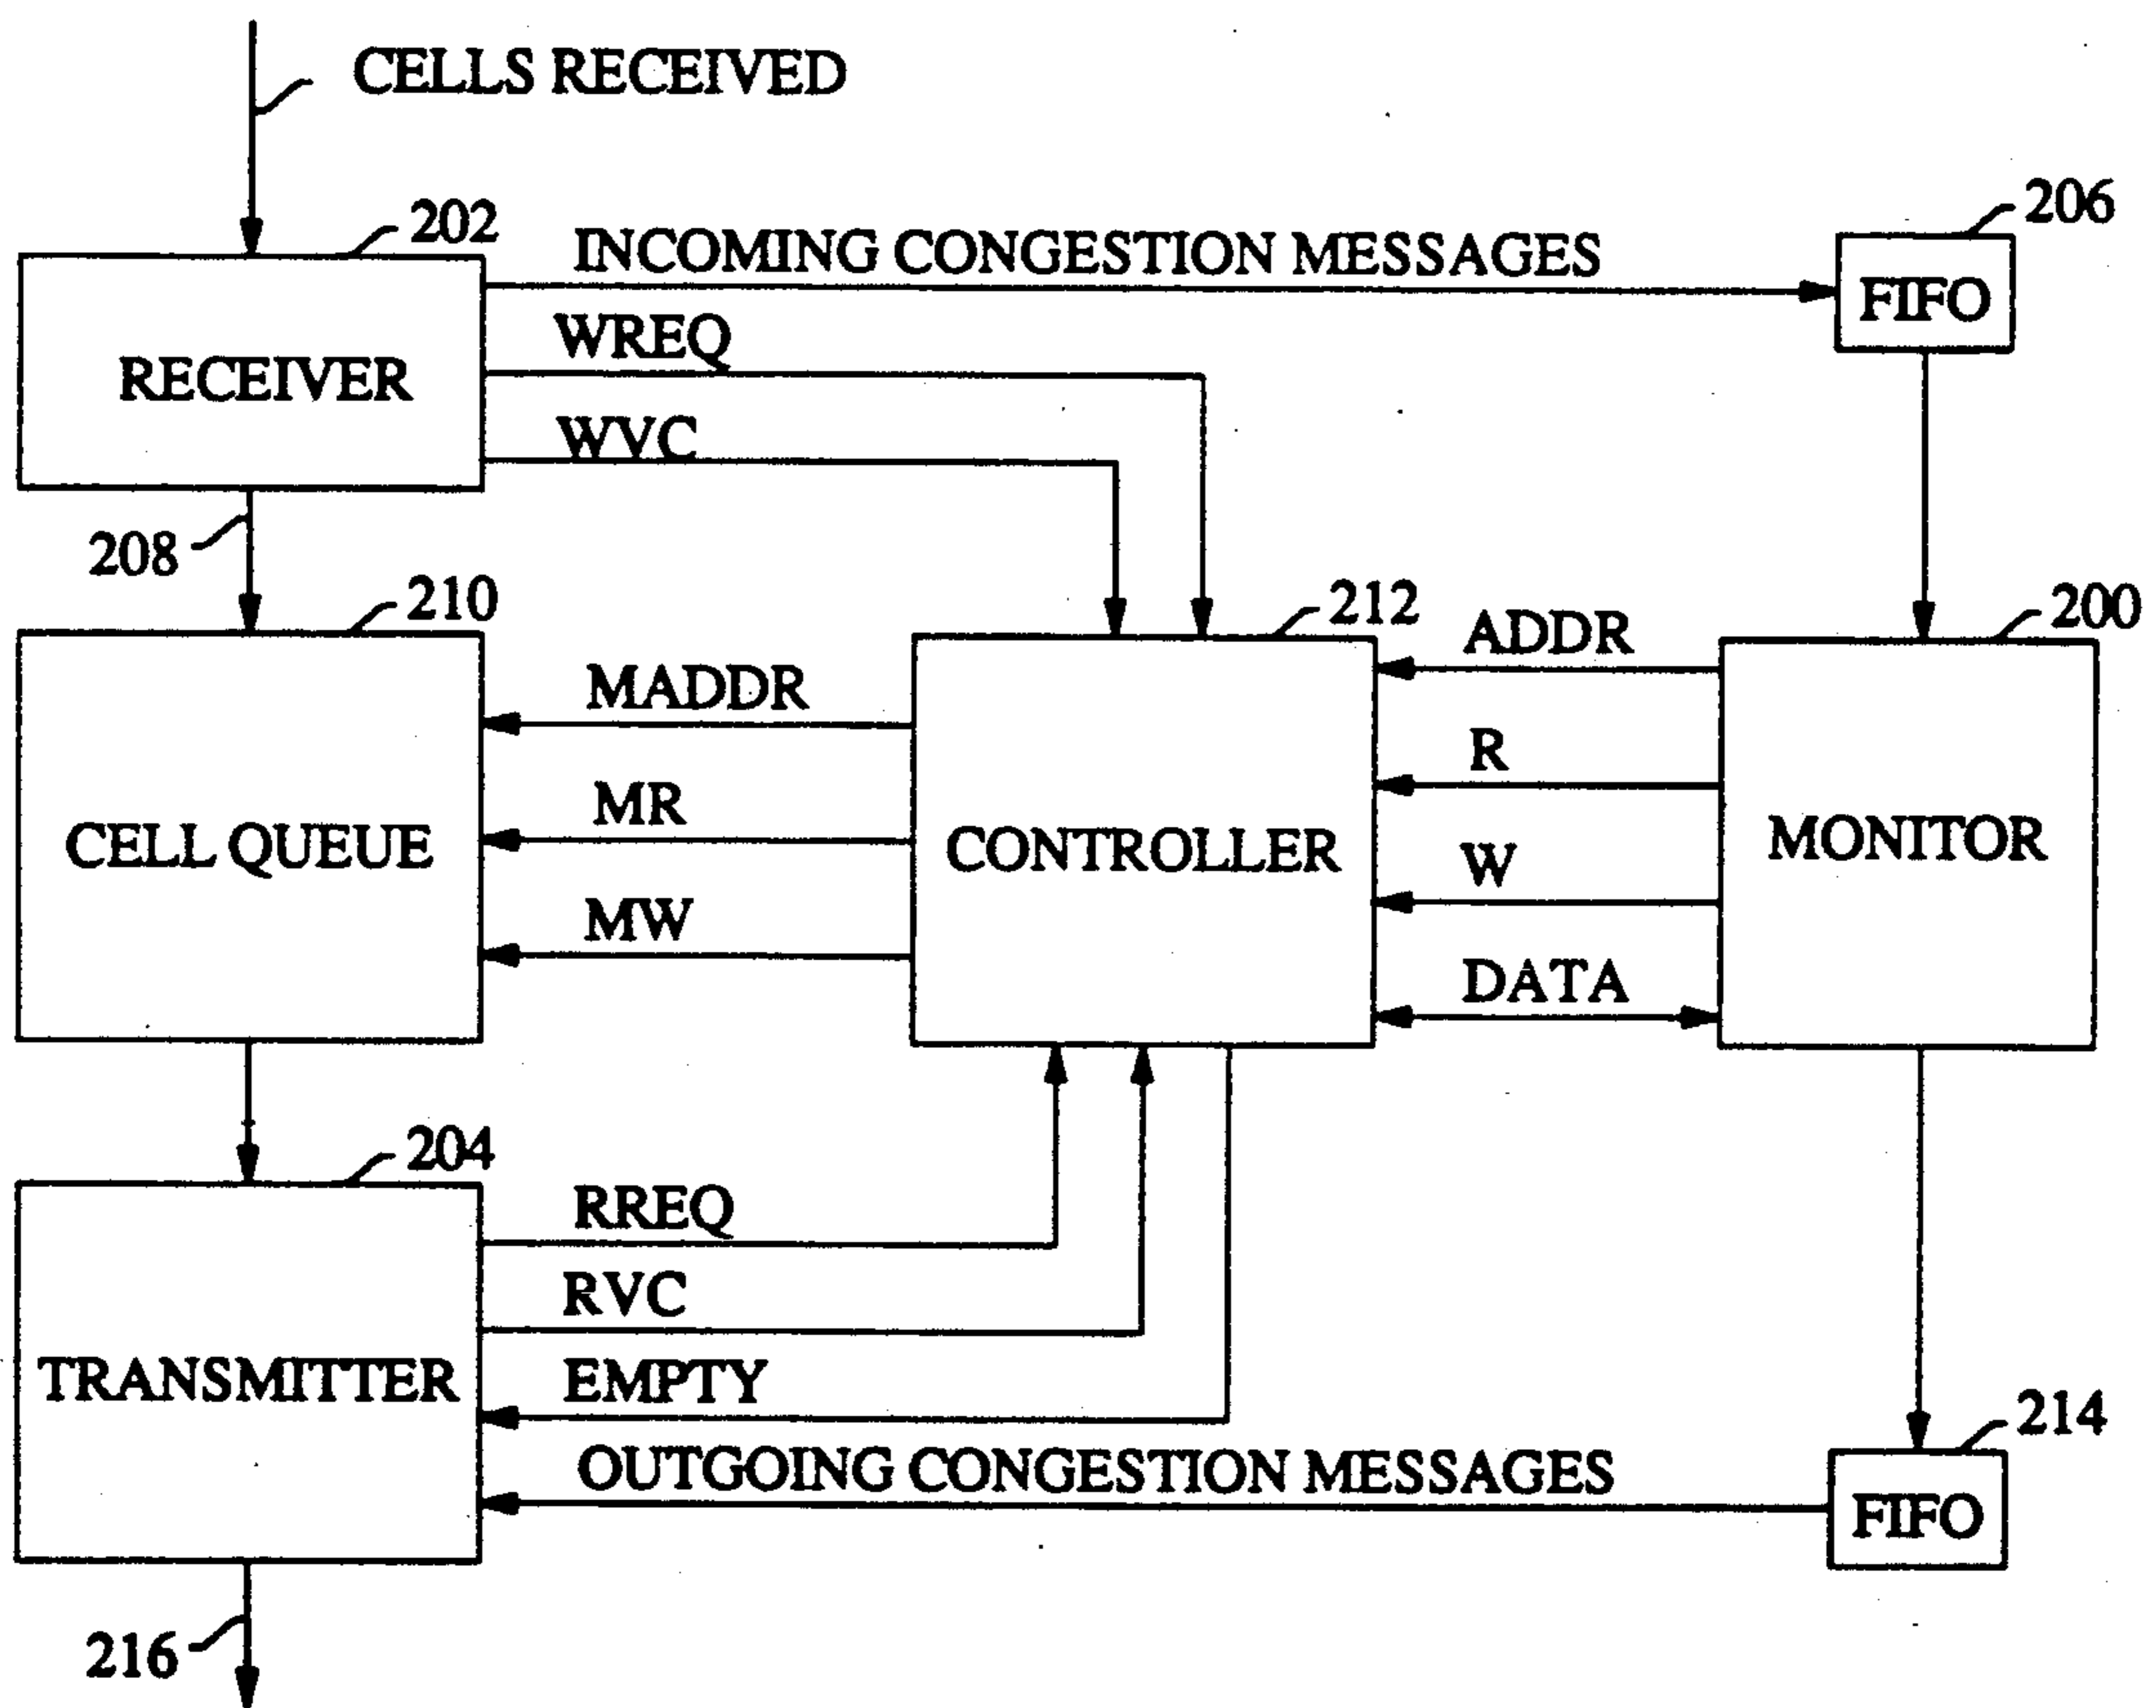 CELLS RECEIVED
202
INCOMING CONGESTION MESSAGES
206
FIFO
WREQ
RECEIVER
WVC
208
210
212
ADDR
200
MADDR
R
MR
CELL QUEUE
CONTROLLER
W
MONITOR
MW
DATA
204
RREQ
RVC
TRANSMITTER
EMPTY
214
OUTGOING CONGESTION MESSAGES
FIFO
216